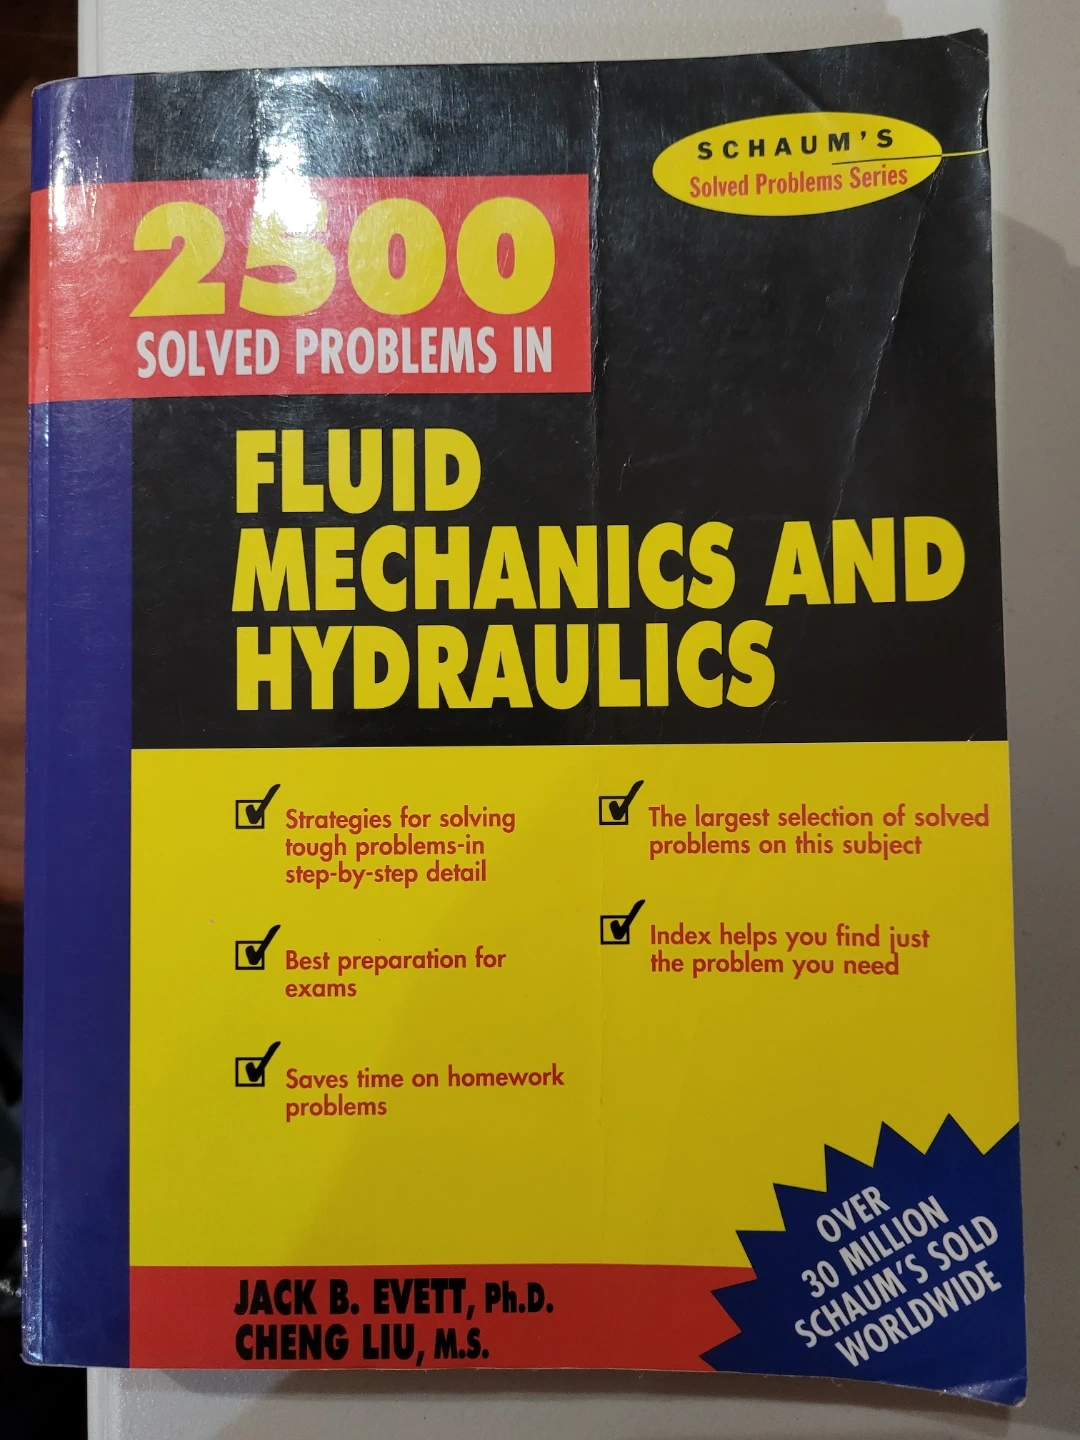 SCHAUM'S
Solved Problems Series
2500
SOLVED PROBLEMS IN
FLUID
MECHANICS AND
HYDRAULICS
Strategies for solving
tough problems-in
step-by-step detail
Best preparation for
exams
Saves time on homework
problems
The largest selection of solved
problems on this subject
Index helps you find just
the problem you need
JACK B. EVETT, Ph.D.
CHENG LIU, M.S.
OVER
30 MILLION
SCHAUM'S SOLD
WORLDWIDE